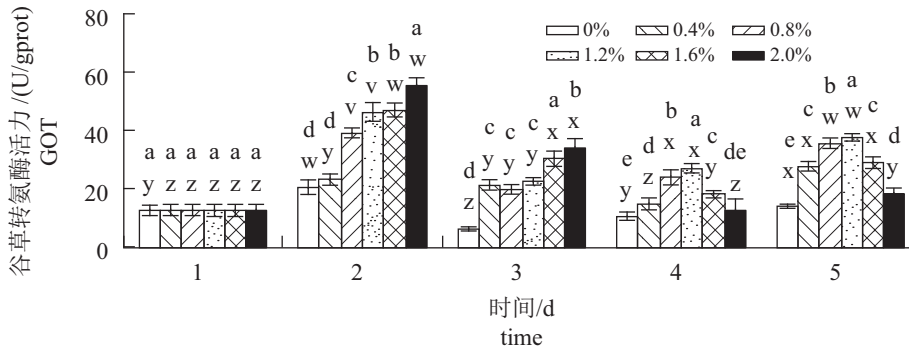 谷草转氨酶活力/(U/gprot)
GOT
80
60
40
20
0
0% 0.4% 0.8%
1.2% 1.6% 2.0%
a a a a a a
y z z z z z
d d c b b a
w y v v w w
d c c c a b
z y y y x x
e d b a c de
y z x x y z
e c b a c d
x x w w x y
1 2 3 4 5
时间/d
time